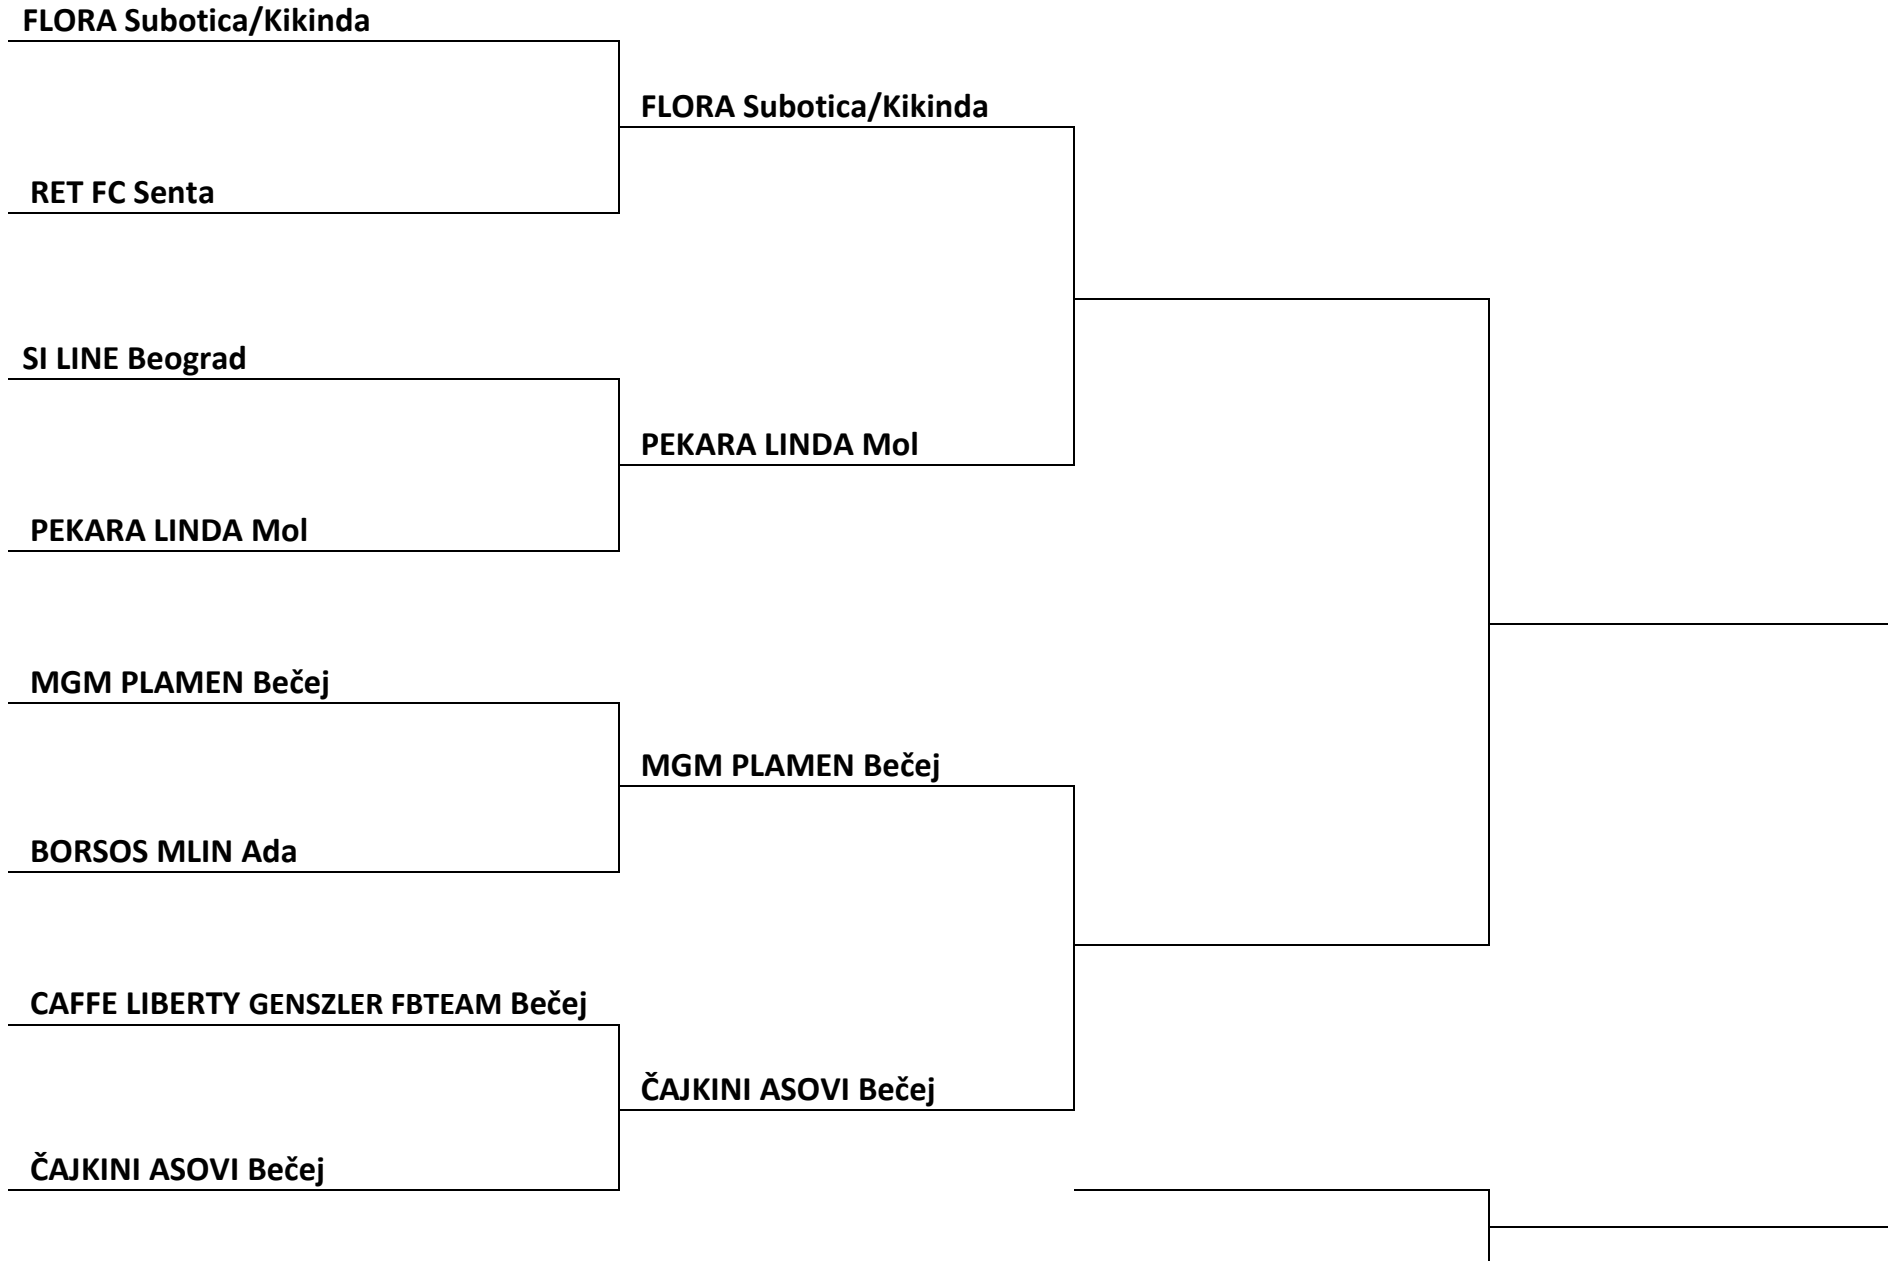 FLORA Subotica/Kikinda
FLORA Subotica/Kikinda
RET FC Senta
SI LINE Beograd
PEKARA LINDA Mol
PEKARA LINDA Mol
MGM PLAMEN Bečej
MGM PLAMEN Bečej
BORSOS MLIN Ada
CAFFE LIBERTY GENSZLER FBTEAM Bečej
ČAJKINI ASOVI Bečej
ČAJKINI ASOVI Bečej